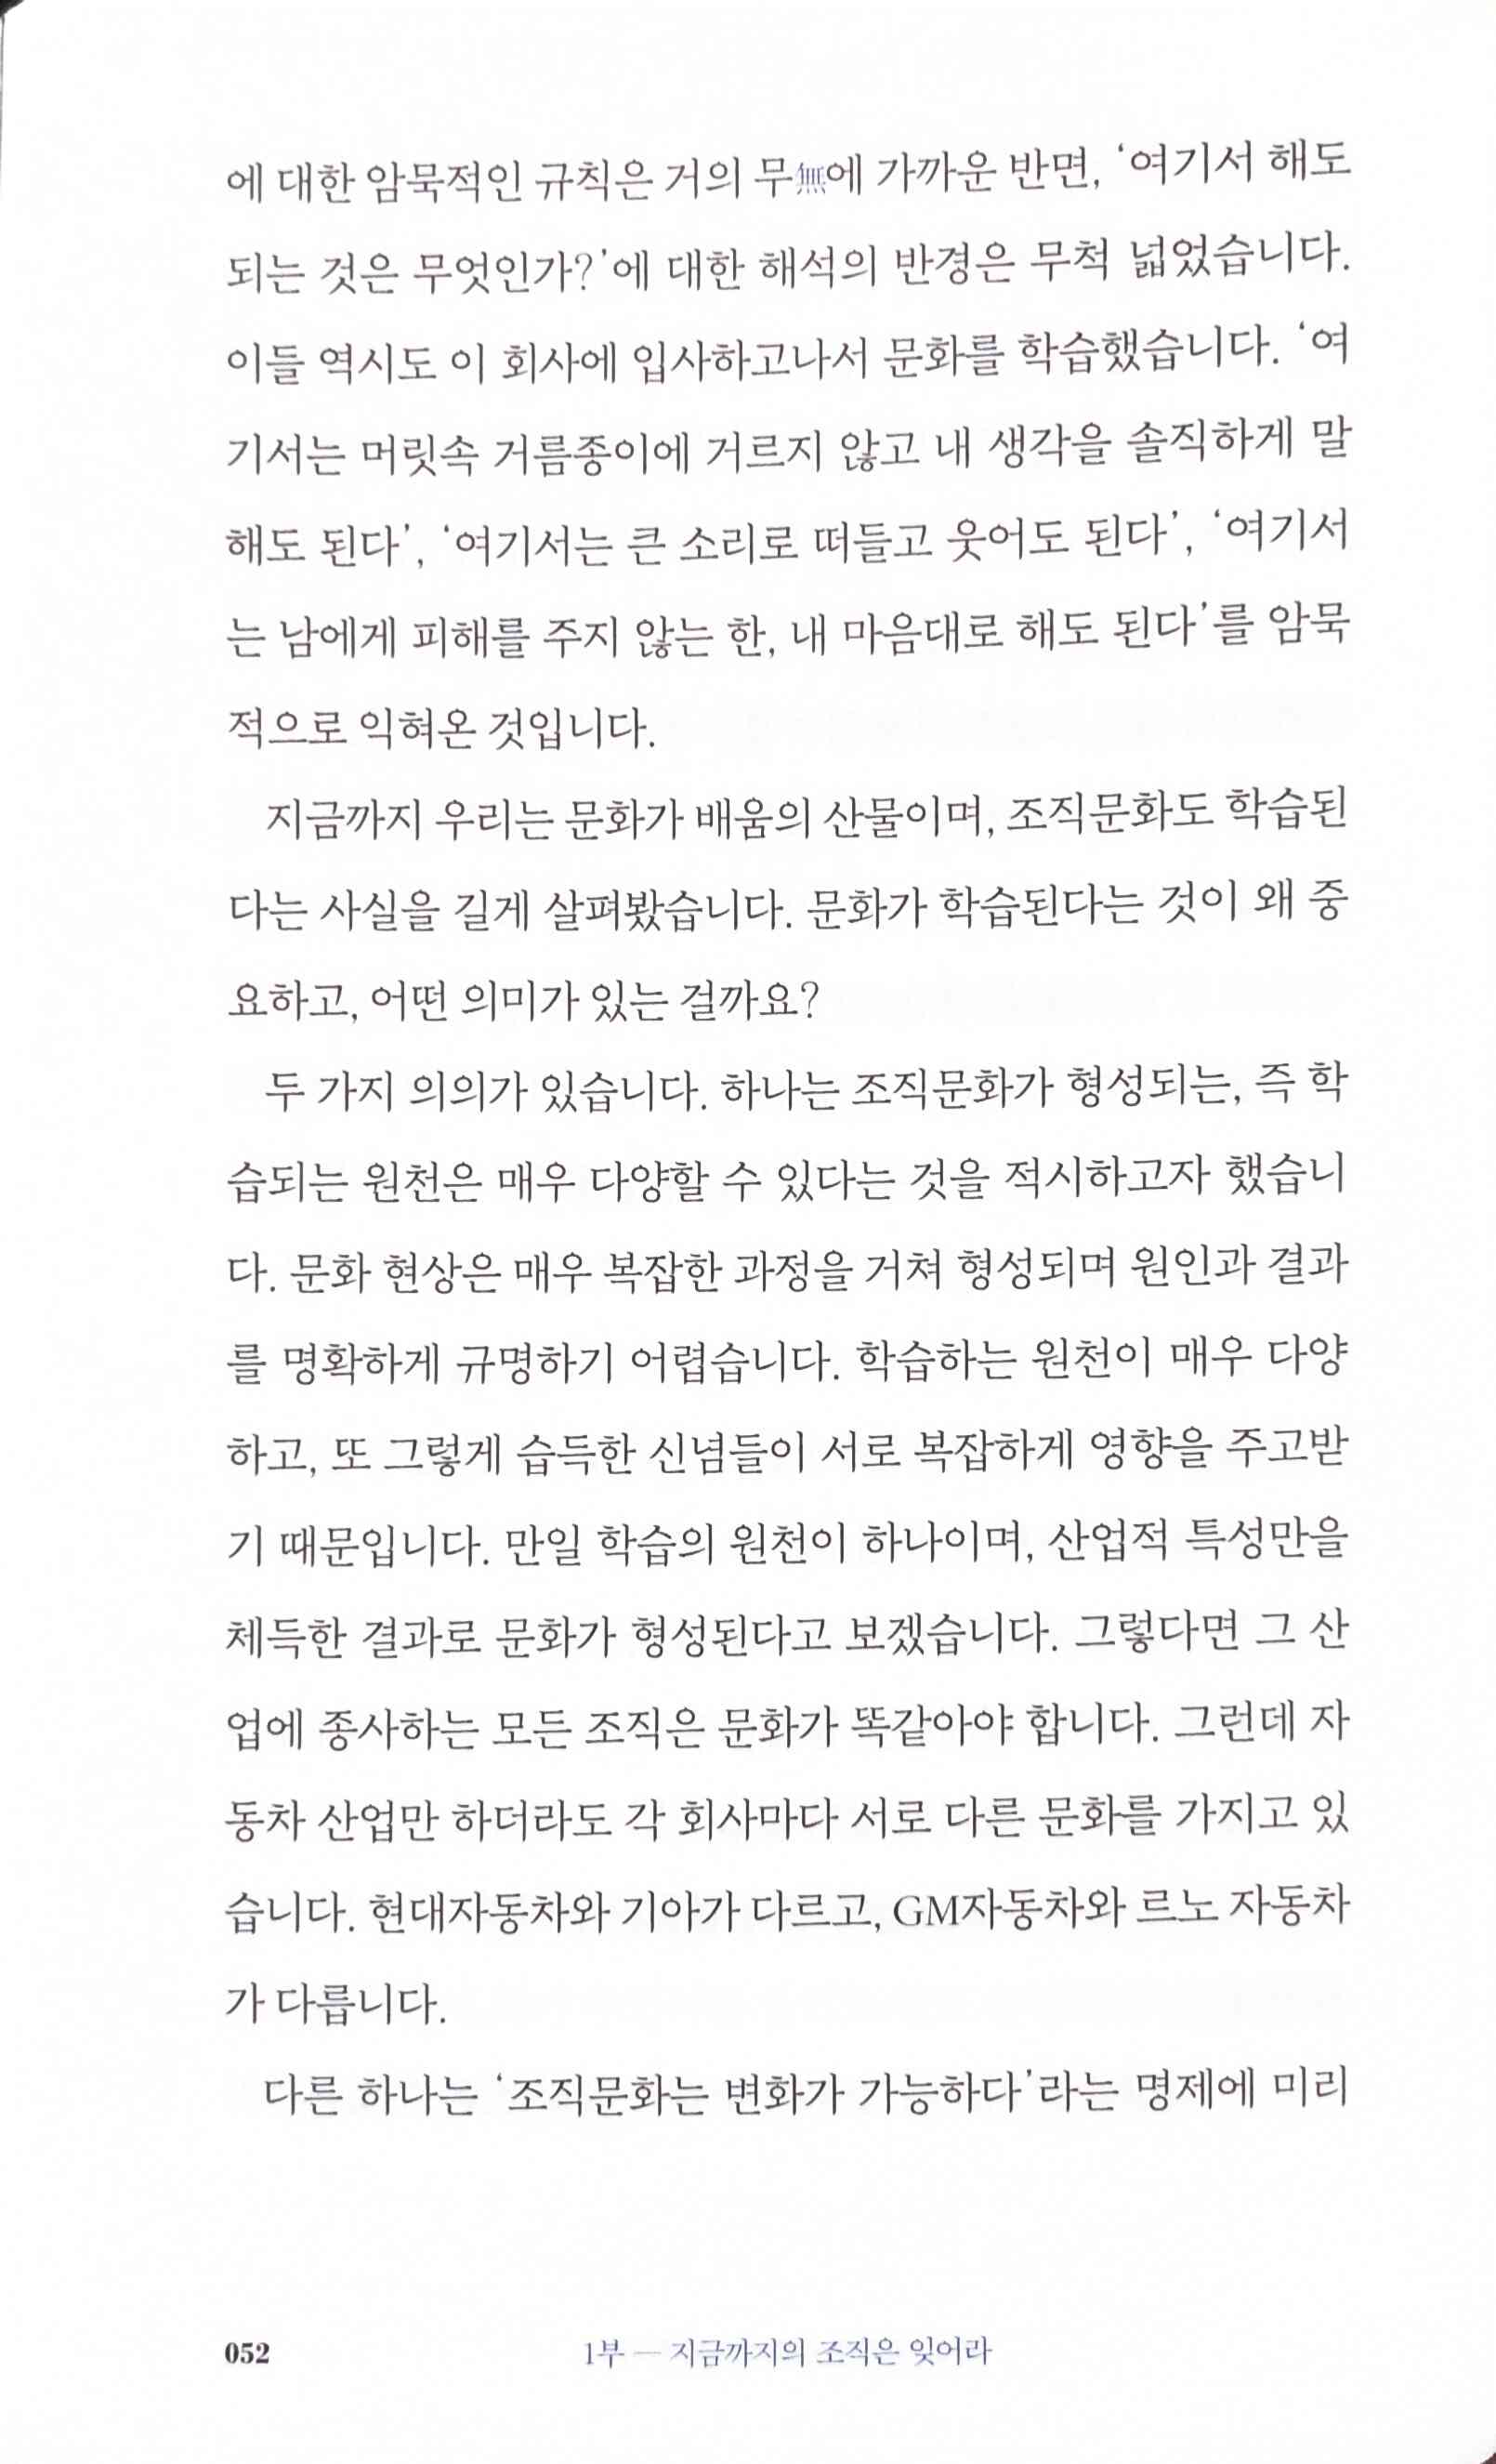 에 대한 암묵적인 규칙은 거의 무無에 가까운 반면, ‘여기서 해도
되는 것은 무엇인가?’에 대한 해석의 반경은 무척 넓었습니다.
이들 역시도 이 회사에 입사하고나서 문화를 학습했습니다. ‘여
기서는 머릿속 거름종이에 거르지 않고 내 생각을 솔직하게 말
해도 된다’, ‘여기서는 큰 소리로 떠들고 웃어도 된다’, ‘여기서
는 남에게 피해를 주지 않는 한, 내 마음대로 해도 된다’를 암묵
적으로 익혀온 것입니다.
지금까지 우리는 문화가 배움의 산물이며, 조직문화도 학습된
다는 사실을 길게 살펴봤습니다. 문화가 학습된다는 것이 왜 중
요하고, 어떤 의미가 있는 걸까요?
두 가지 의의가 있습니다. 하나는 조직문화가 형성되는, 즉 학
습되는 원천은 매우 다양할 수 있다는 것을 적시하고자 했습니
다. 문화 현상은 매우 복잡한 과정을 거쳐 형성되며 원인과 결과
를 명확하게 규명하기 어렵습니다. 학습하는 원천이 매우 다양
하고, 또 그렇게 습득한 신념들이 서로 복잡하게 영향을 주고받
기 때문입니다. 만일 학습의 원천이 하나이며, 산업적 특성만을
체득한 결과로 문화가 형성된다고 보겠습니다. 그렇다면 그 산
업에 종사하는 모든 조직은 문화가 똑같아야 합니다. 그런데 자
동차 산업만 하더라도 각 회사마다 서로 다른 문화를 가지고 있
습니다. 현대자동차와 기아가 다르고, GM자동차와 르노 자동차
가 다릅니다.
다른 하나는 ‘조직문화는 변화가 가능하다’라는 명제에 미리
052 1부 — 지금까지의 조직은 잊어라